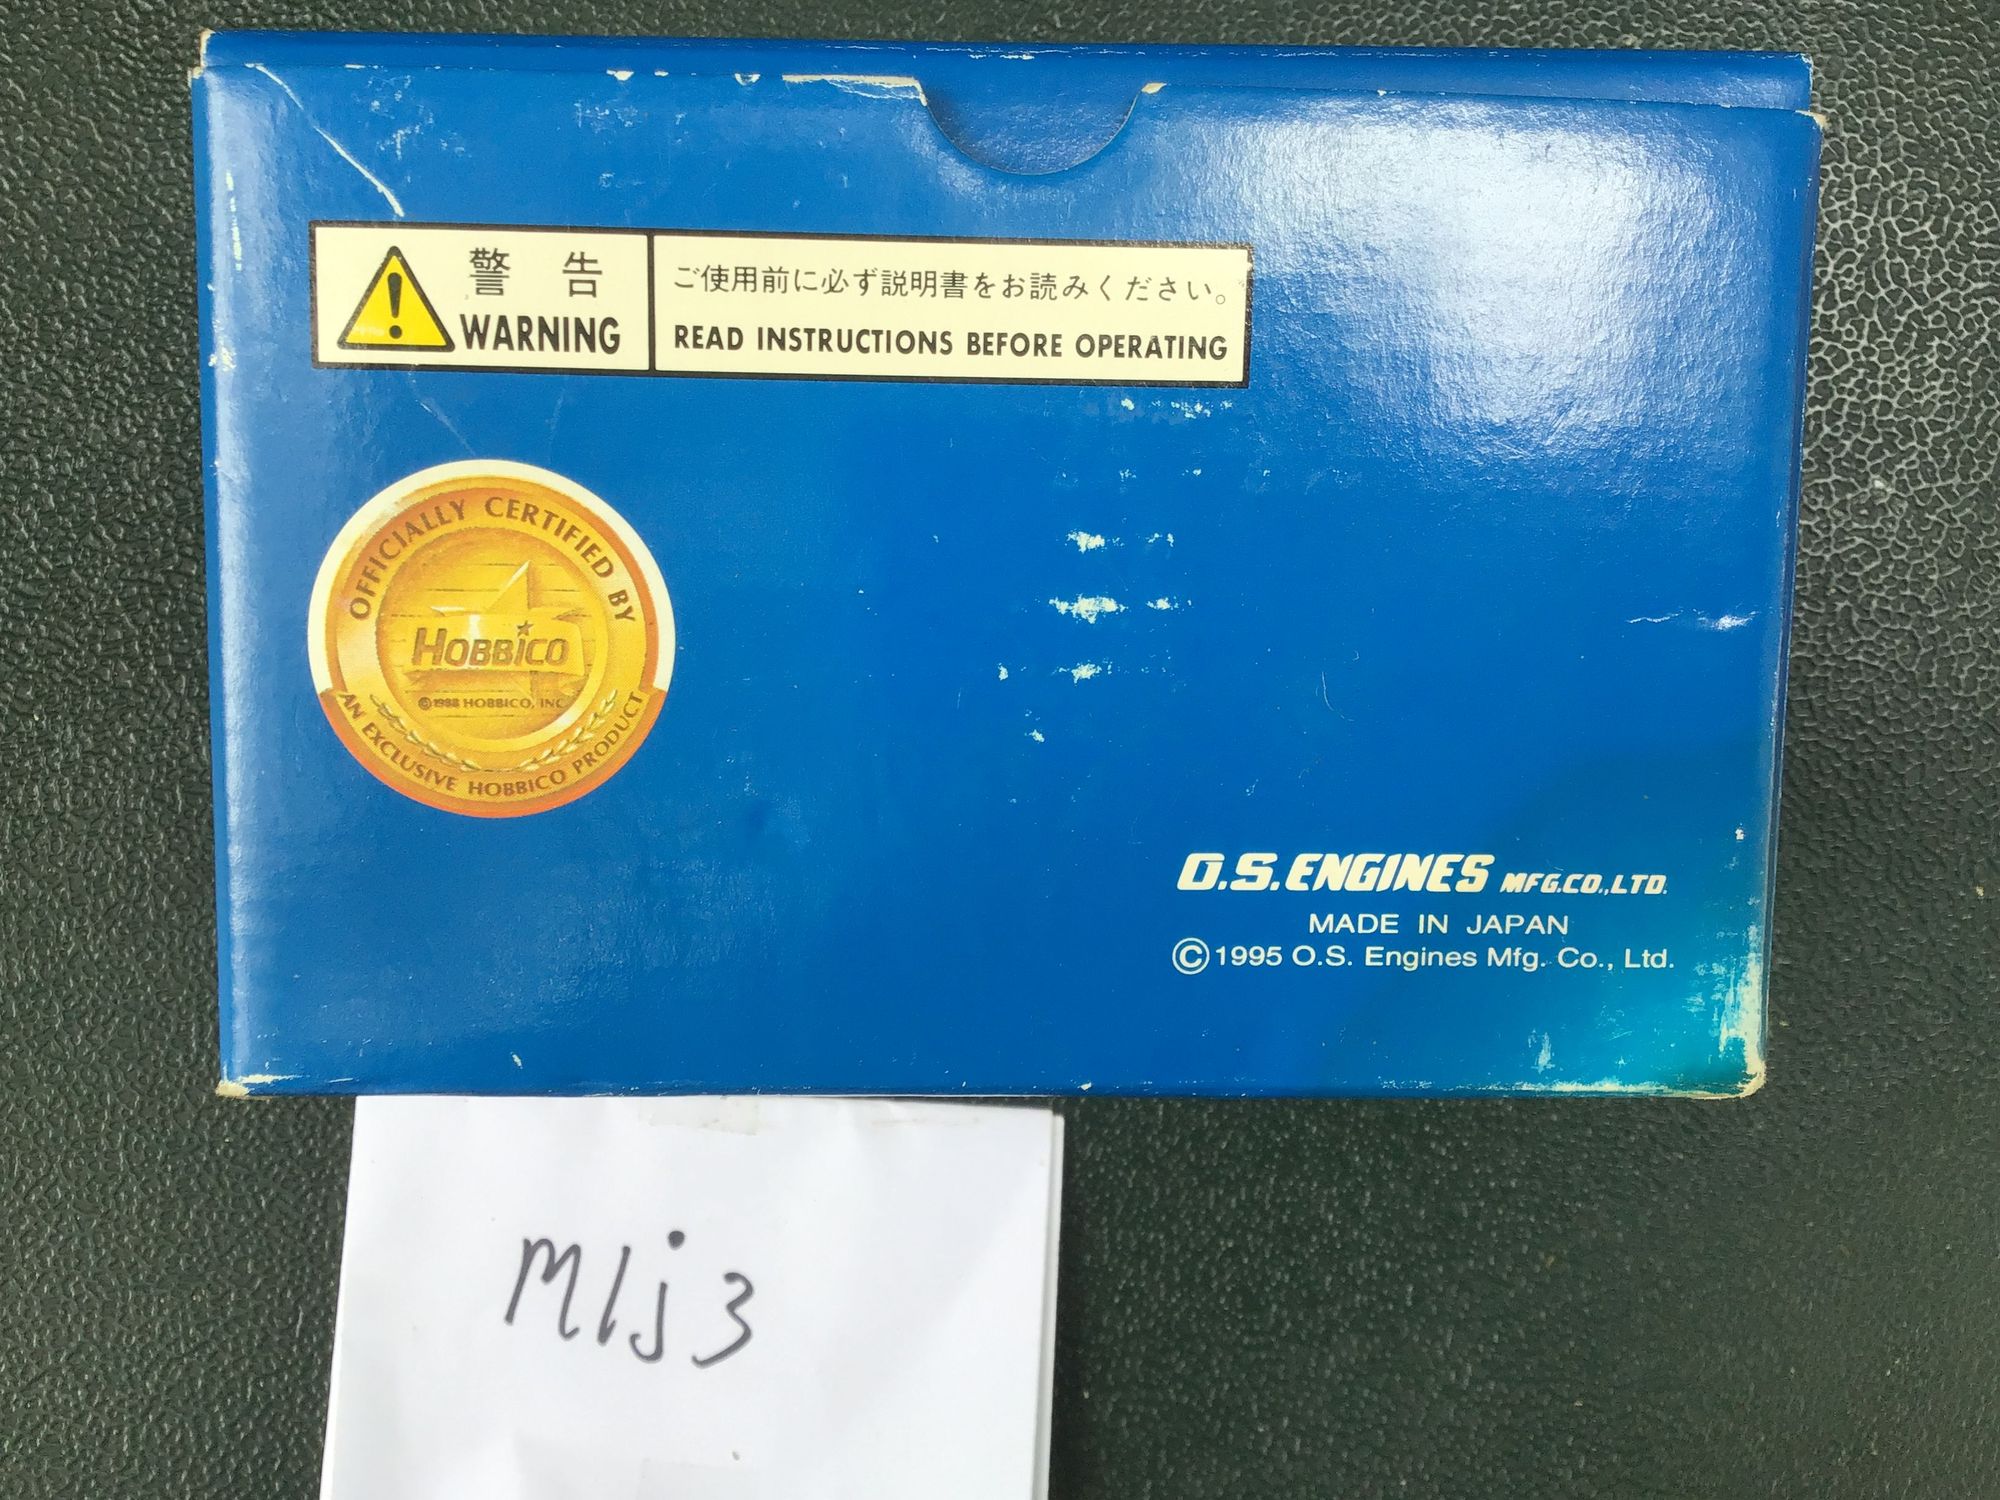 警告
WARNING
ご使用前に必ず説明書をお読みください。
READ INSTRUCTIONS BEFORE OPERATING
OFFICIALLY CERTIFIED BY
HOBBiCO
©1988 HOBBICO, INC
AN EXCLUSIVE HOBBiCO PRODUCT
O.S.ENGINES MFG.CO.,LTD.
MADE IN JAPAN
©1995 O.S. Engines Mfg. Co., Ltd.
mlj3